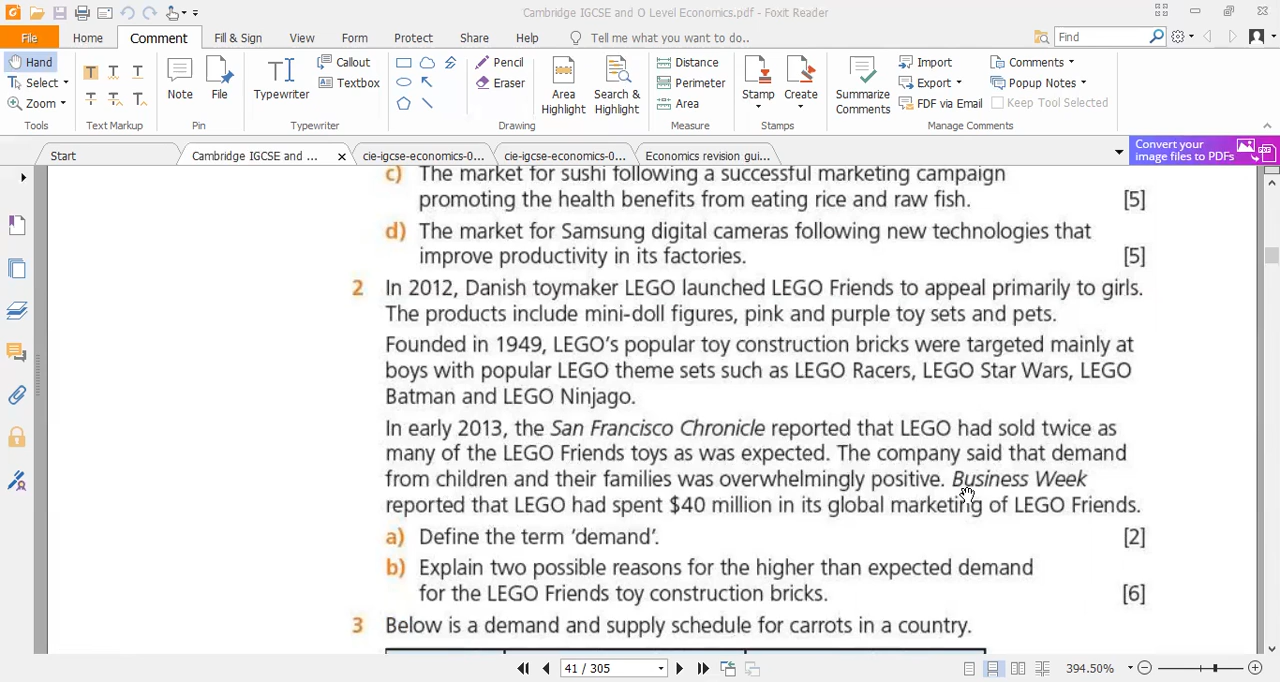 Cambridge IGCSE and O Level Economics.pdf - Foxit Reader
File Home Comment Fill & Sign View Form Protect Share Help Tell me what you want to do.. Find
Hand
Select
Zoom
Tools
Text Markup
Note
File
Pin
Typewriter
Callout
Textbox
Typewriter
Pencil
Eraser
Area
Highlight
Search &
Highlight
Drawing
Distance
Perimeter
Area
Measure
Stamp
Create
Stamps
Summarize
Comments
Import
Export
FDF via Email
Comments
Popup Notes
Keep Tool Selected
Manage Comments
Start
Cambridge IGCSE and ... x
cie-igcse-economics-0...
cie-igcse-economics-0...
Economics revision gui...
Convert your
image files to PDFs
PDF
c) The market for sushi following a successful marketing campaign
promoting the health benefits from eating rice and raw fish. [5]
d) The market for Samsung digital cameras following new technologies that
improve productivity in its factories. [5]
2 In 2012, Danish toymaker LEGO launched LEGO Friends to appeal primarily to girls.
The products include mini-doll figures, pink and purple toy sets and pets.
Founded in 1949, LEGO’s popular toy construction bricks were targeted mainly at
boys with popular LEGO theme sets such as LEGO Racers, LEGO Star Wars, LEGO
Batman and LEGO Ninjago.
In early 2013, the San Francisco Chronicle reported that LEGO had sold twice as
many of the LEGO Friends toys as was expected. The company said that demand
from children and their families was overwhelmingly positive. Business Week
reported that LEGO had spent $40 million in its global marketing of LEGO Friends.
a) Define the term ‘demand’. [2]
b) Explain two possible reasons for the higher than expected demand
for the LEGO Friends toy construction bricks. [6]
3 Below is a demand and supply schedule for carrots in a country.
41 / 305
394.50%